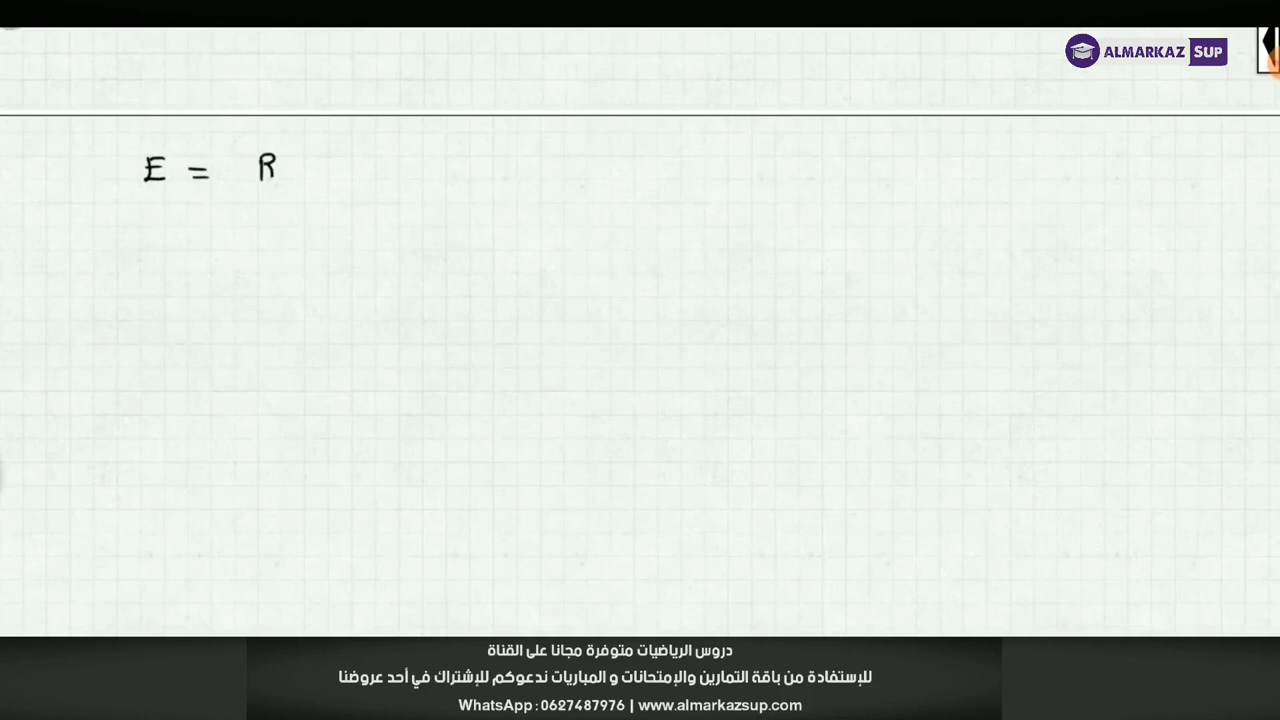 ALMARKAZ SUP
E = R
دروس الرياضيات متوفرة مجانا على القناة
للإستفادة من باقة التمارين والإمتحانات و المباريات ندعوكم للإشتراك في أحد عروضنا
WhatsApp : 0627487976 | www.almarkazsup.com